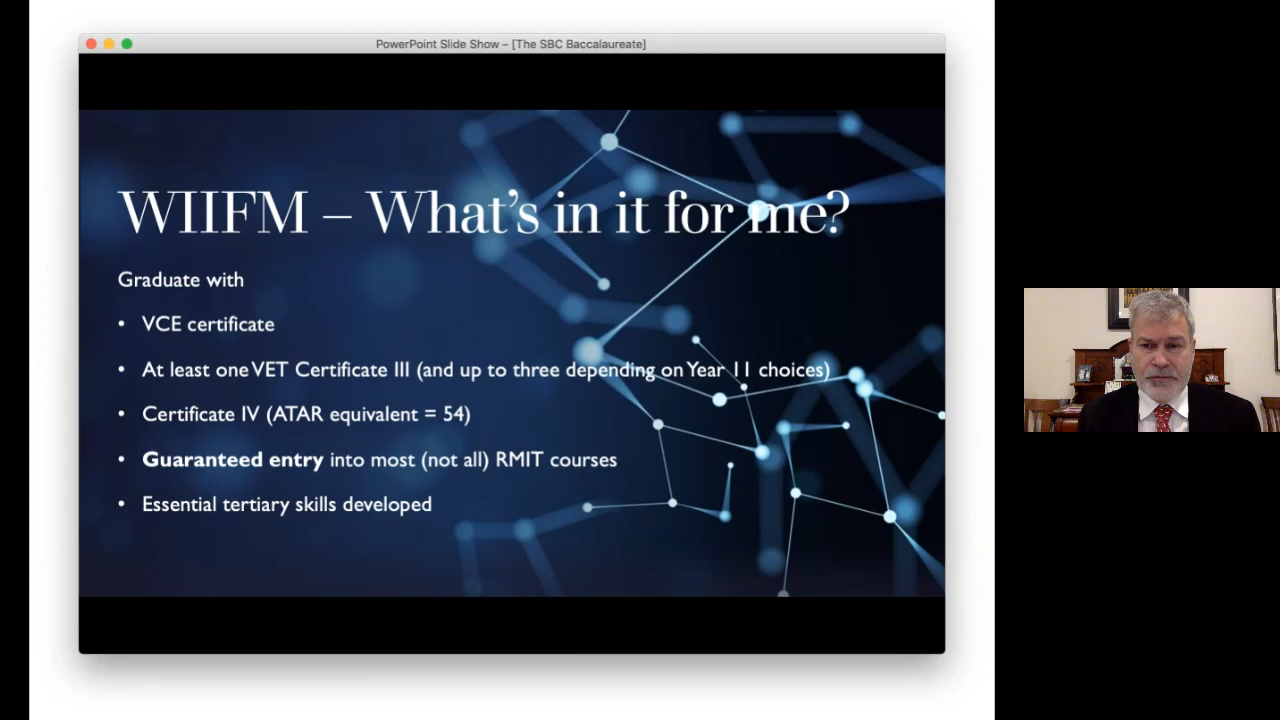 PowerPoint Slide Show – [The SBC Baccalaureate]
WIIFM – What's in it for me?
Graduate with
• VCE certificate
• At least one VET Certificate III (and up to three depending on Year 11 choices)
• Certificate IV (ATAR equivalent = 54)
• Guaranteed entry into most (not all) RMIT courses
• Essential tertiary skills developed